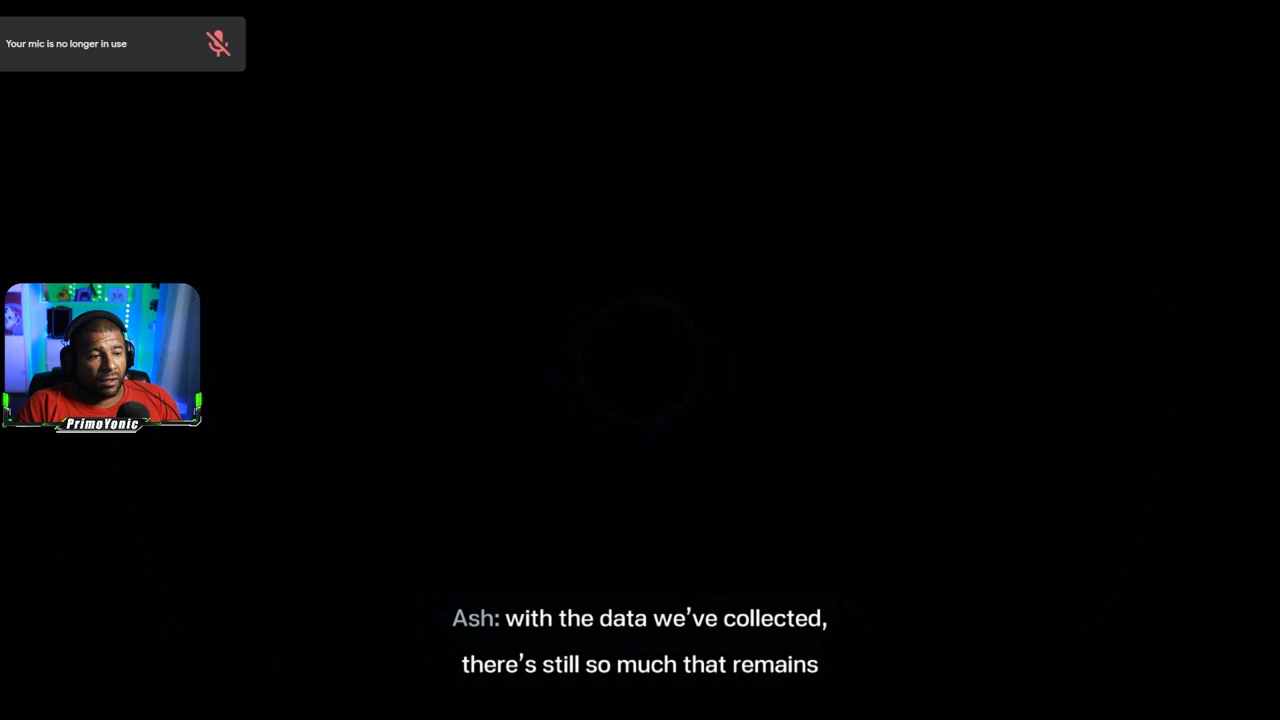 Your mic is no longer in use
PrimoYonic
Ash: with the data we've collected,
there's still so much that remains